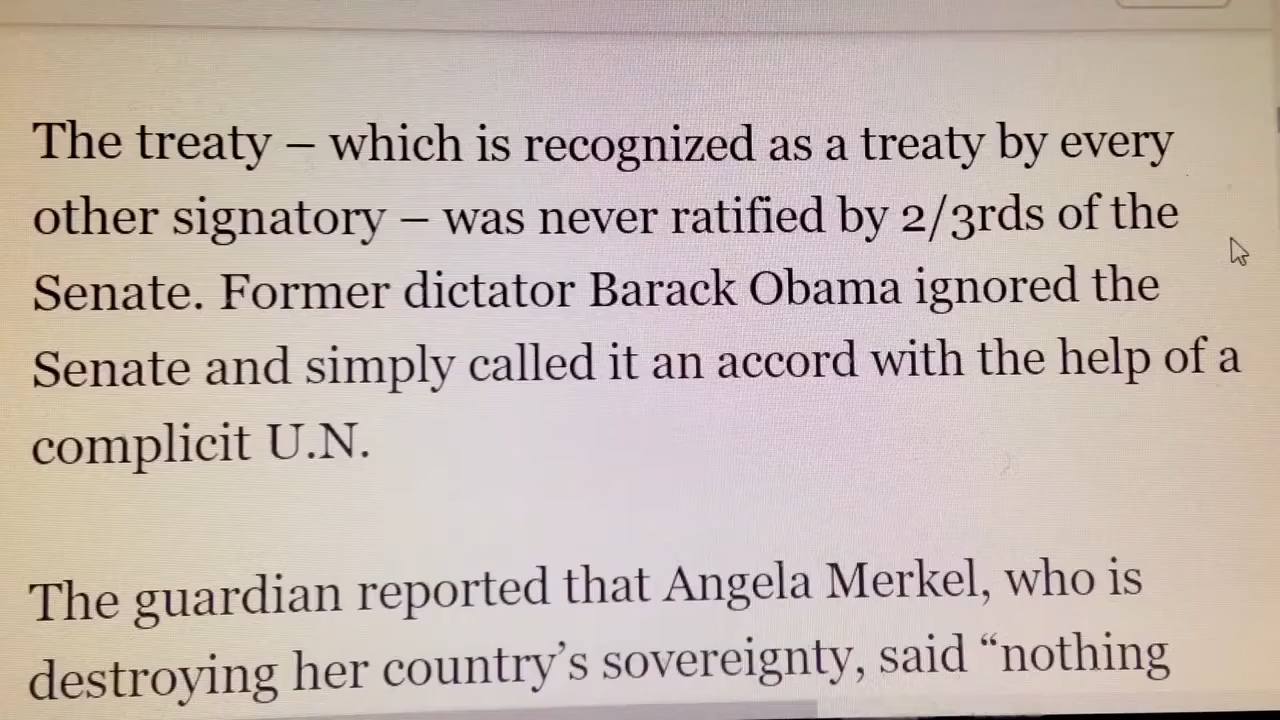 The treaty – which is recognized as a treaty by every
other signatory – was never ratified by 2/3rds of the
Senate. Former dictator Barack Obama ignored the
Senate and simply called it an accord with the help of a
complicit U.N.
The guardian reported that Angela Merkel, who is
destroying her country’s sovereignty, said “nothing